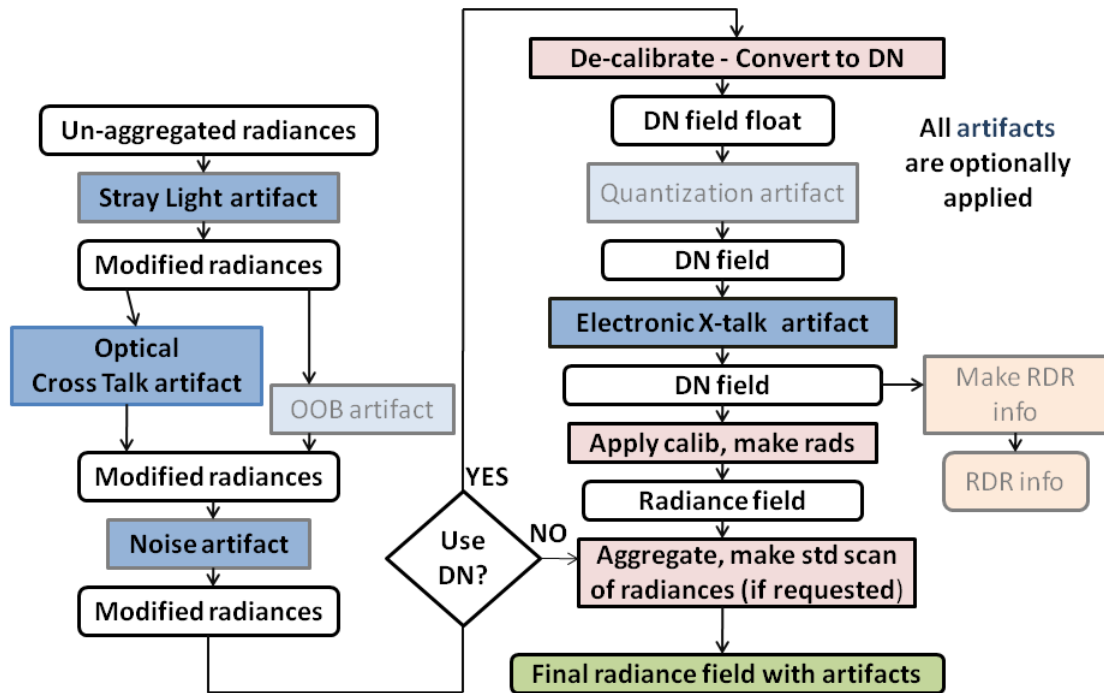 Un-aggregated radiances
Stray Light artifact
Modified radiances
Optical
Cross Talk artifact
OOB artifact
Modified radiances
Noise artifact
Modified radiances
Use
DN?
YES
NO
De-calibrate - Convert to DN
DN field float
Quantization artifact
DN field
Electronic X-talk artifact
DN field
Make RDR
info
RDR info
Apply calib, make rads
Radiance field
Aggregate, make std scan
of radiances (if requested)
Final radiance field with artifacts
All artifacts
are optionally
applied